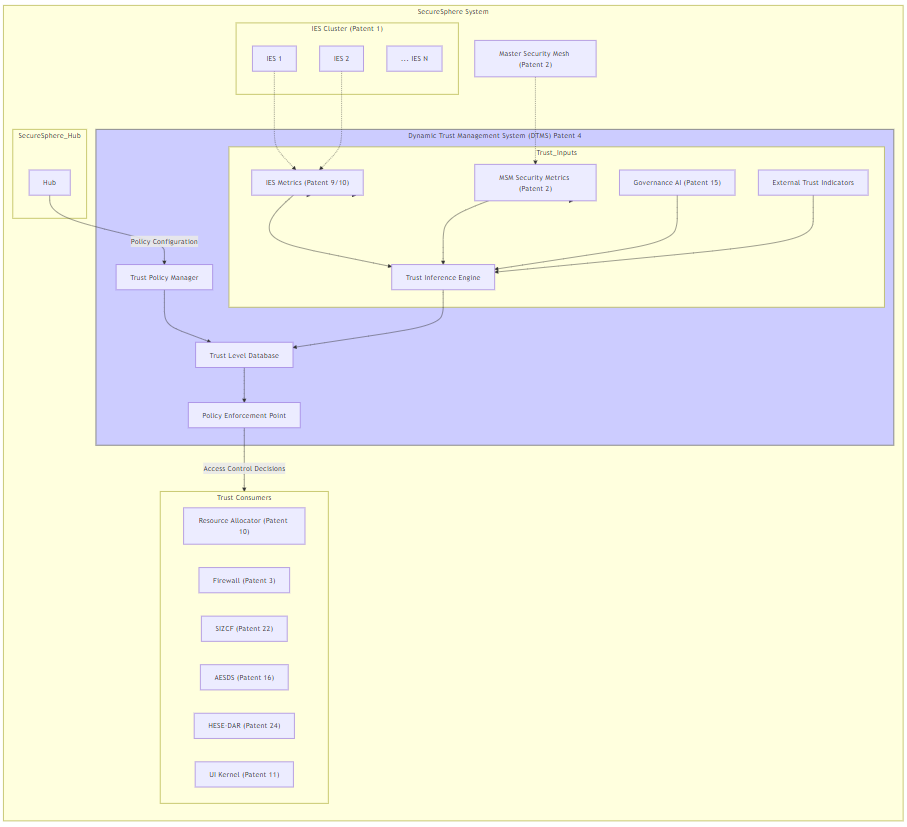 SecureSphere System
IES Cluster (Patent 1)
IES 1
IES 2
... IES N
Master Security Mesh
(Patent 2)
SecureSphere_Hub
Hub
Dynamic Trust Management System (DTMS) Patent 4
Trust_Inputs
IES Metrics (Patent 9/10)
MSM Security Metrics
(Patent 2)
Governance AI (Patent 15)
External Trust Indicators
Policy Configuration
Trust Policy Manager
Trust Inference Engine
Trust Level Database
Policy Enforcement Point
Access Control Decisions
Trust Consumers
Resource Allocator (Patent
10)
Firewall (Patent 3)
SIZCF (Patent 22)
AESDS (Patent 16)
HESE-DAR (Patent 24)
UI Kernel (Patent 11)